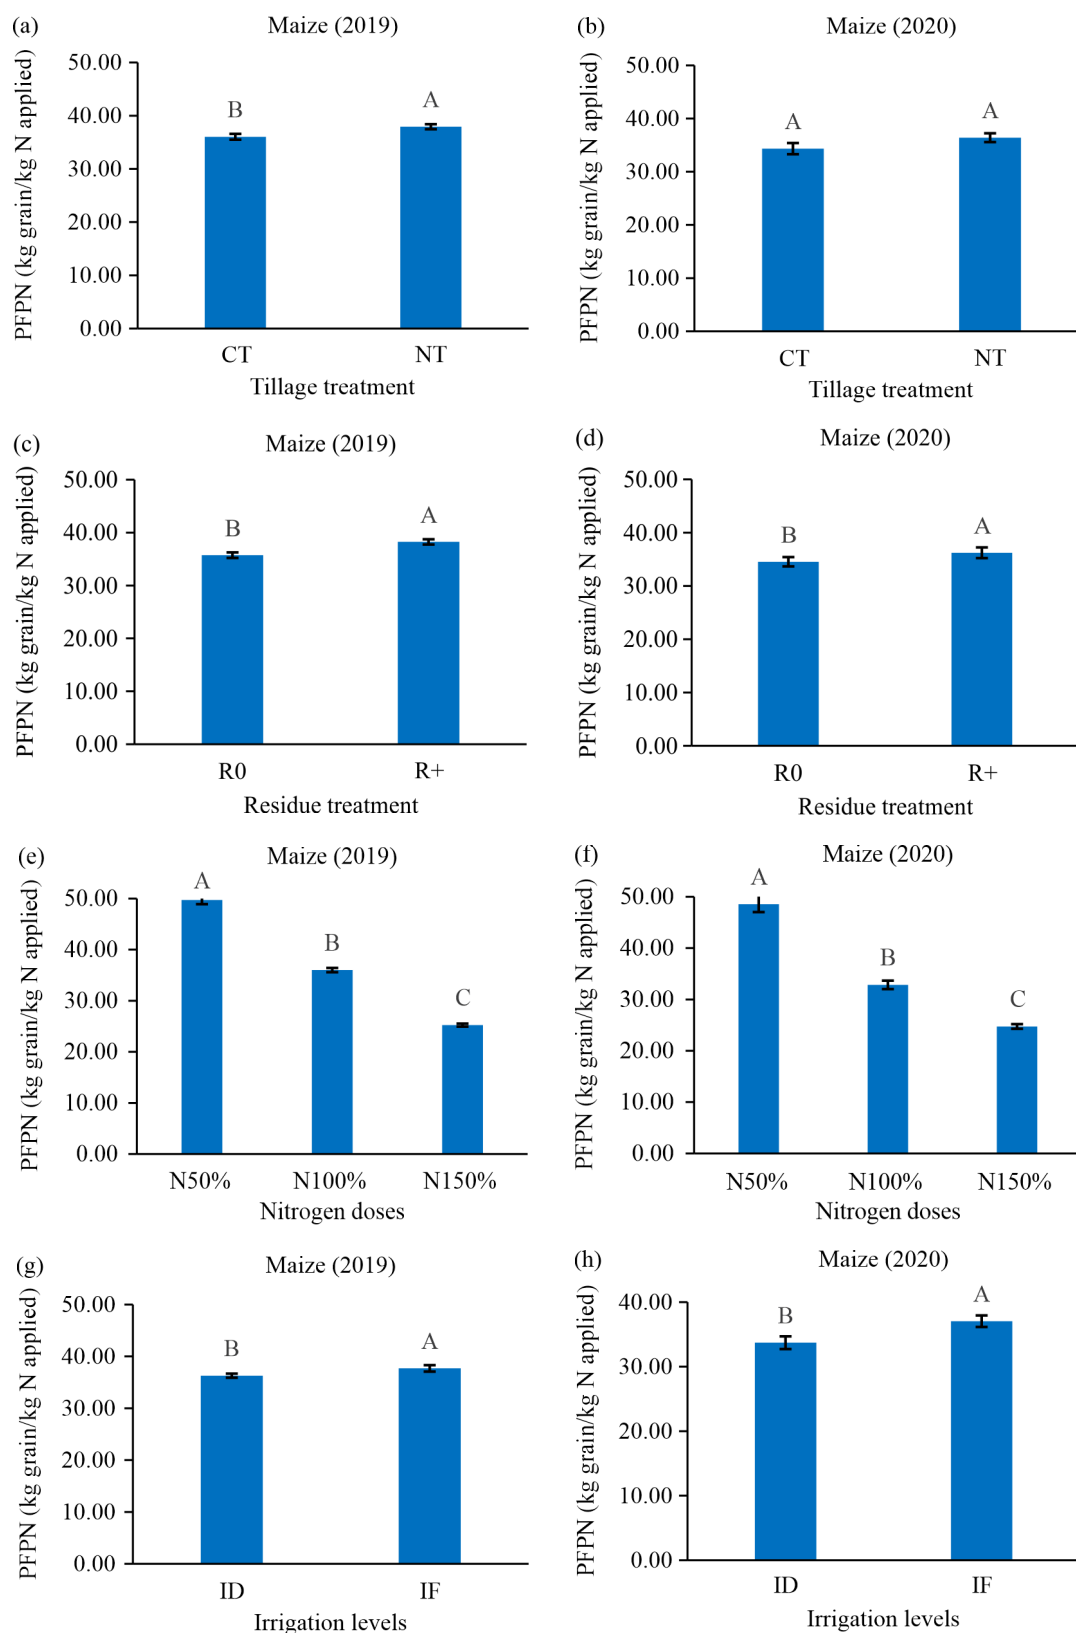 (a)
Maize (2019)
PFPN (kg grain/kg N applied)
50.00
40.00
30.00
20.00
10.00
0.00
B
A
CT
NT
Tillage treatment
(b)
Maize (2020)
PFPN (kg grain/kg N applied)
50.00
40.00
30.00
20.00
10.00
0.00
A
A
CT
NT
Tillage treatment
(c)
Maize (2019)
PFPN (kg grain/kg N applied)
50.00
40.00
30.00
20.00
10.00
0.00
B
A
R0
R+
Residue treatment
(d)
Maize (2020)
PFPN (kg grain/kg N applied)
50.00
40.00
30.00
20.00
10.00
0.00
B
A
R0
R+
Residue treatment
(e)
Maize (2019)
PFPN (kg grain/kg N applied)
50.00
40.00
30.00
20.00
10.00
0.00
A
B
C
N50%
N100%
N150%
Nitrogen doses
(f)
Maize (2020)
PFPN (kg grain/kg N applied)
50.00
40.00
30.00
20.00
10.00
0.00
A
B
C
N50%
N100%
N150%
Nitrogen doses
(g)
Maize (2019)
PFPN (kg grain/kg N applied)
50.00
40.00
30.00
20.00
10.00
0.00
B
A
ID
IF
Irrigation levels
(h)
Maize (2020)
PFPN (kg grain/kg N applied)
40.00
30.00
20.00
10.00
0.00
B
A
ID
IF
Irrigation levels